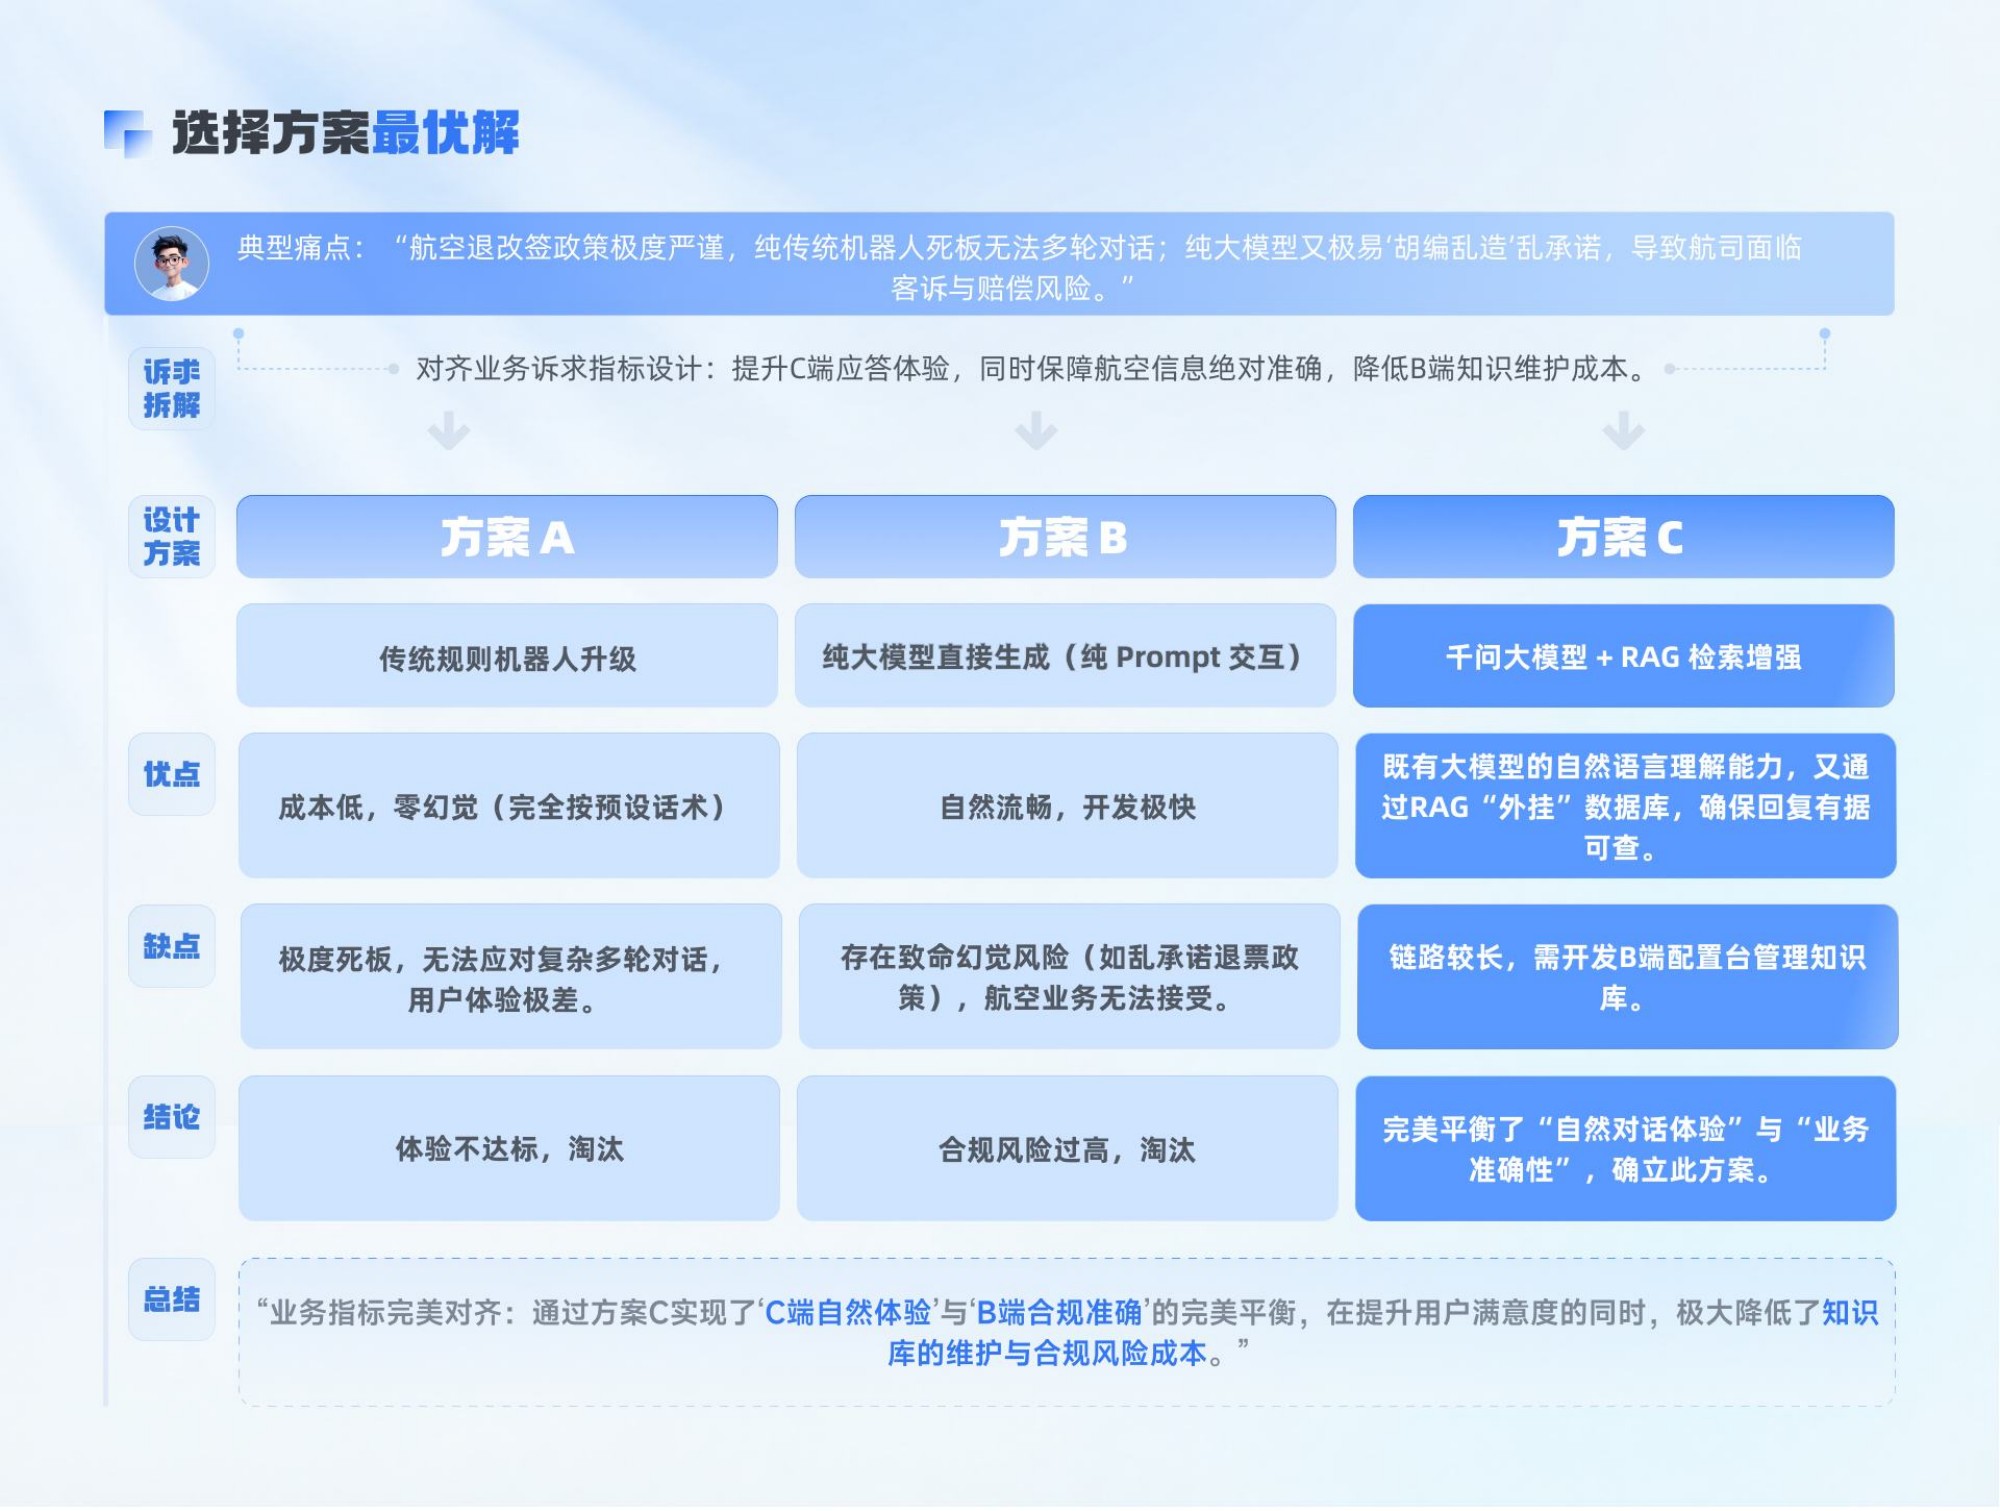 选择方案最优解
典型痛点：“航空退改签政策极度严谨，纯传统机器人死板无法多轮对话；纯大模型又极易‘胡编乱造’乱承诺，导致航司面临
客诉与赔偿风险。”
诉求
拆解
对齐业务诉求指标设计：提升C端应答体验，同时保障航空信息绝对准确，降低B端知识维护成本。
设计
方案
方案 A
方案 B
方案 C
传统规则机器人升级
纯大模型直接生成（纯 Prompt 交互）
千问大模型 + RAG 检索增强
优点
成本低，零幻觉（完全按预设话术）
自然流畅，开发极快
既有大模型的自然语言理解能力，又通
过RAG“外挂”数据库，确保回复有据
可查。
缺点
极度死板，无法应对复杂多轮对话，
用户体验极差。
存在致命幻觉风险（如乱承诺退票政
策），航空业务无法接受。
链路较长，需开发B端配置台管理知识
库。
结论
体验不达标，淘汰
合规风险过高，淘汰
完美平衡了“自然对话体验”与“业务
准确性”，确立此方案。
总结
“业务指标完美对齐：通过方案C实现了‘C端自然体验’与‘B端合规准确’的完美平衡，在提升用户满意度的同时，极大降低了知识
库的维护与合规风险成本。”